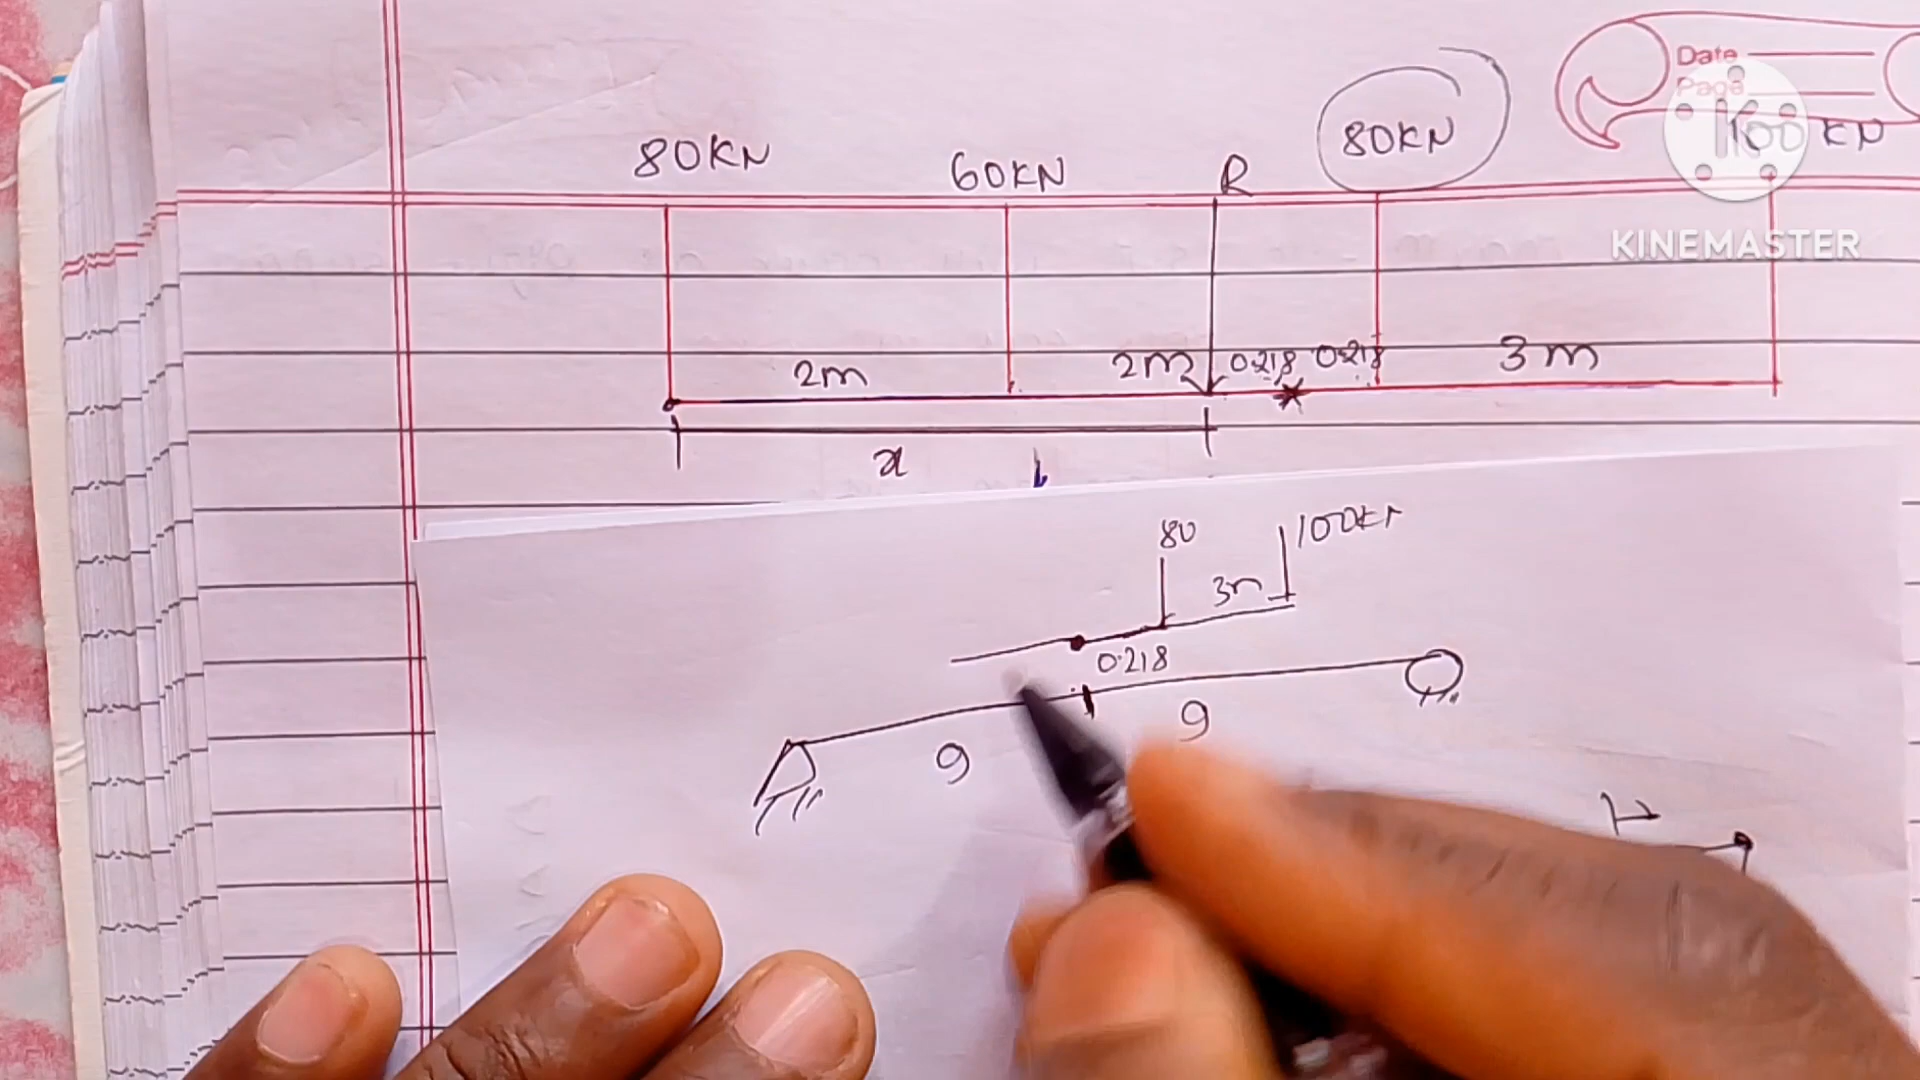 Date
Page
80KN 60KN R 80KN 100 KN
KINEMASTER
2m 2m 0.218 0.218 3m
x
80 100KN
3m
0.218
9 9